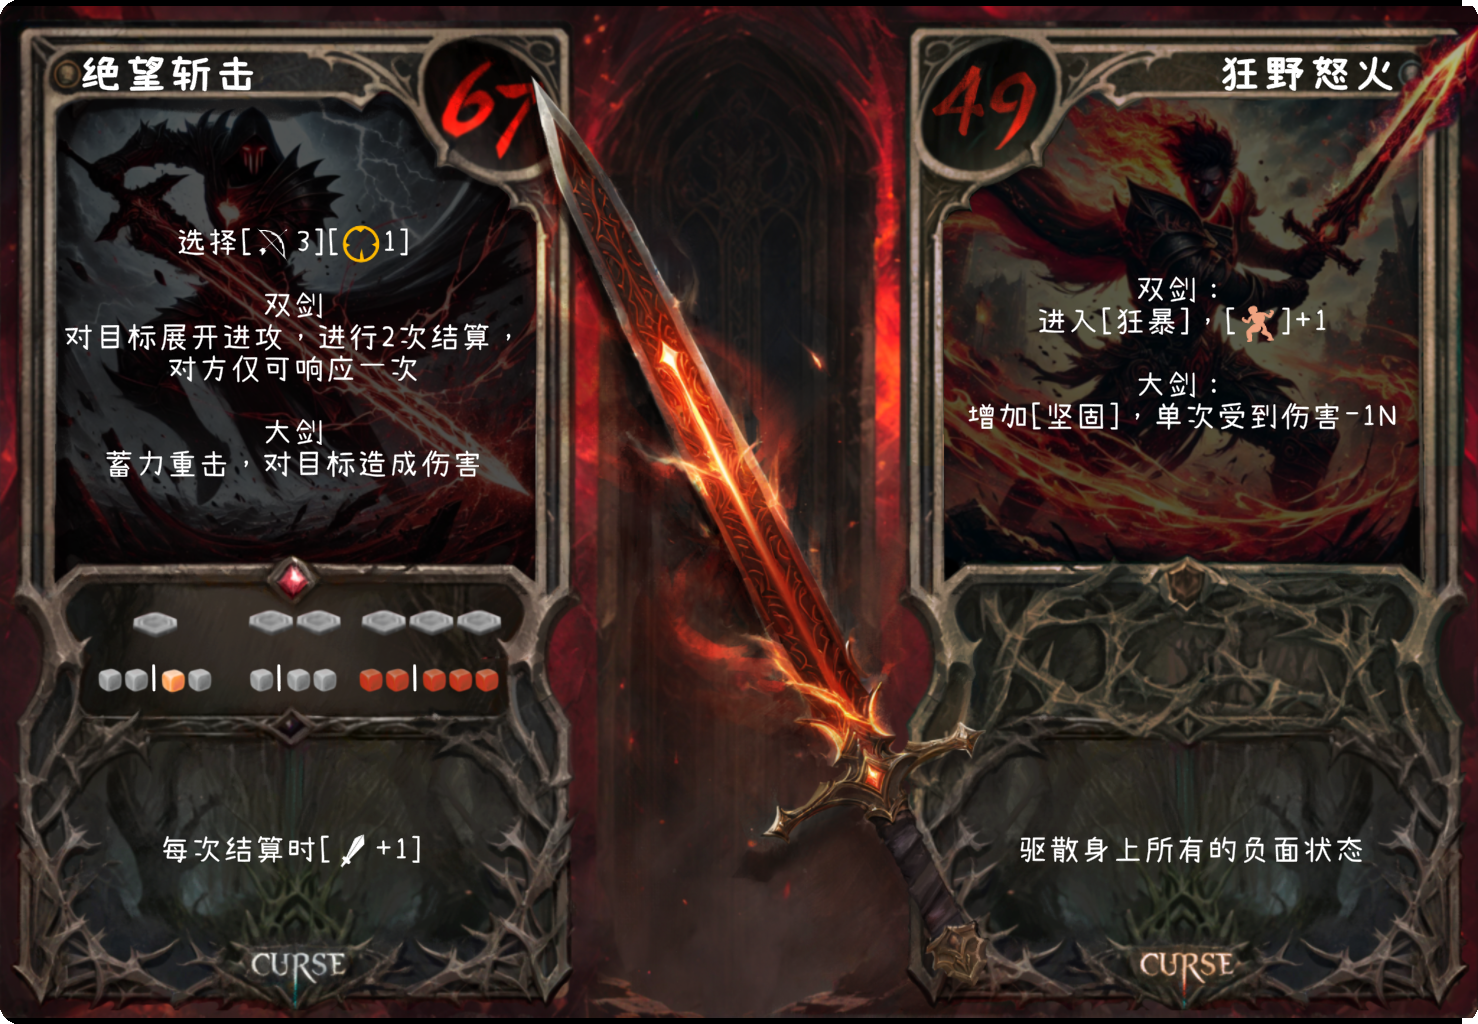 绝望斩击
67
选择[3][1]
双剑
对目标展开进攻，进行2次结算，
对方仅可响应一次
大剑
蓄力重击，对目标造成伤害
每次结算时[+1]
CURSE
狂野怒火
49
双剑：
进入[狂暴]，[]+1
大剑：
增加[坚固]，单次受到伤害-1N
驱散身上所有的负面状态
CURSE